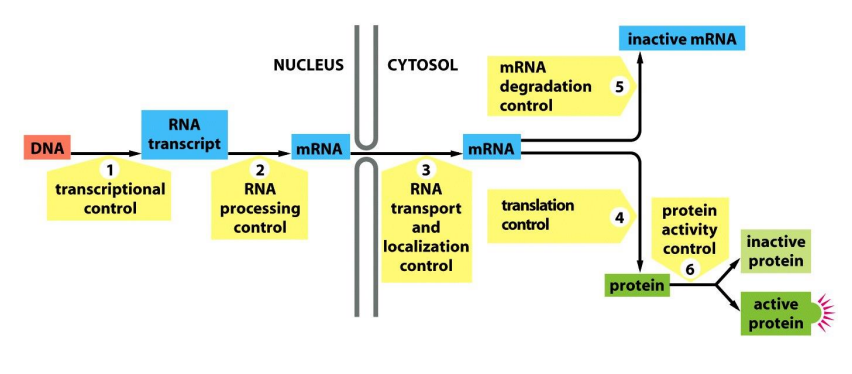 NUCLEUS
CYTOSOL
DNA
1
transcriptional
control
RNA
transcript
2
RNA
processing
control
mRNA
3
RNA
transport
and
localization
control
mRNA
mRNA
degradation
control
5
inactive mRNA
translation
control
4
protein
protein
activity
control
6
inactive
protein
active
protein